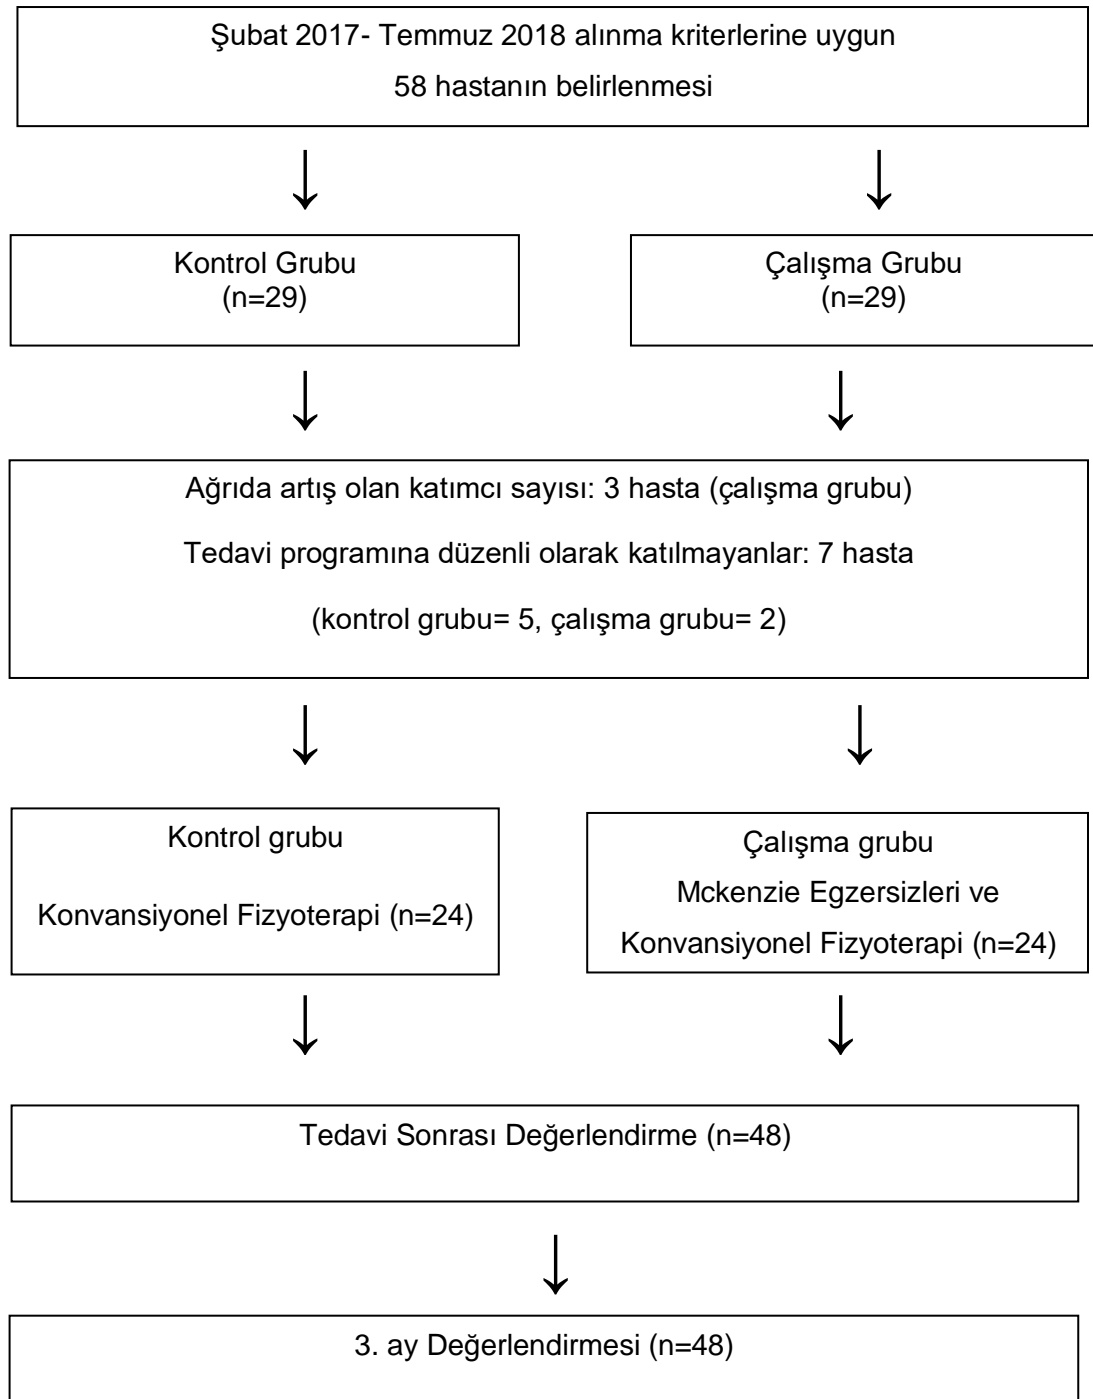 Şubat 2017- Temmuz 2018 alınma kriterlerine uygun
58 hastanın belirlenmesi
Kontrol Grubu
(n=29)
Çalışma Grubu
(n=29)
Ağrıda artış olan katımcı sayısı: 3 hasta (çalışma grubu)
Tedavi programına düzenli olarak katılmayanlar: 7 hasta
(kontrol grubu= 5, çalışma grubu= 2)
Kontrol grubu
Konvansiyonel Fizyoterapi (n=24)
Çalışma grubu
Mckenzie Egzersizleri ve
Konvansiyonel Fizyoterapi (n=24)
Tedavi Sonrası Değerlendirme (n=48)
3. ay Değerlendirmesi (n=48)